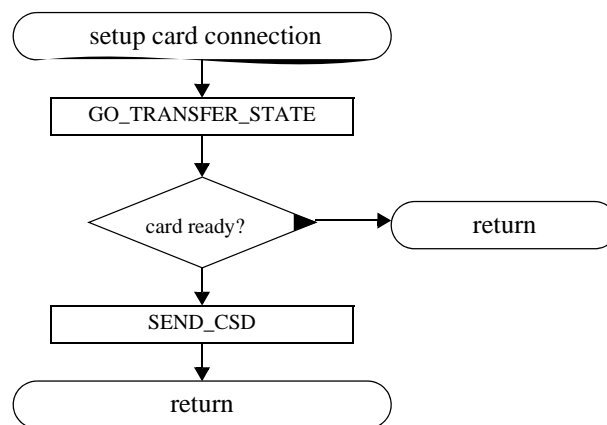 setup card connection
GO_TRANSFER_STATE
card ready?
return
SEND_CSD
return